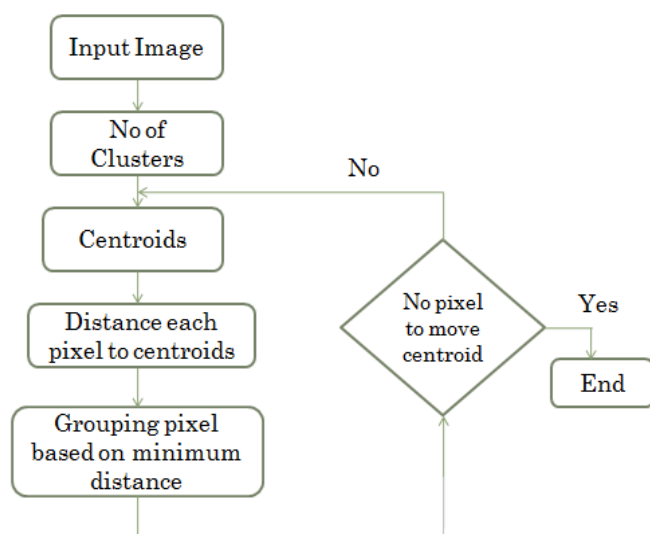 Input Image
No of
Clusters
No
Centroids
Distance each
pixel to centroids
No pixel
to move
centroid
Yes
End
Grouping pixel
based on minimum
distance